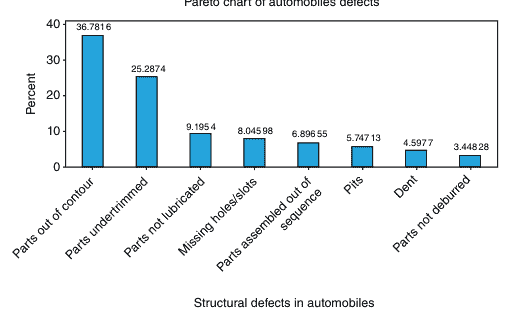 Pareto chart of automobiles defects
40
30
20
10
0
Percent
36.7816
25.2874
9.1954
8.04598
6.89655
5.74713
4.5977
3.44828
Parts out of contour
Parts undertrimmed
Parts not lubricated
Missing holes/slots
Parts assembled out of
sequence
Pits
Dent
Parts not deburred
Structural defects in automobiles